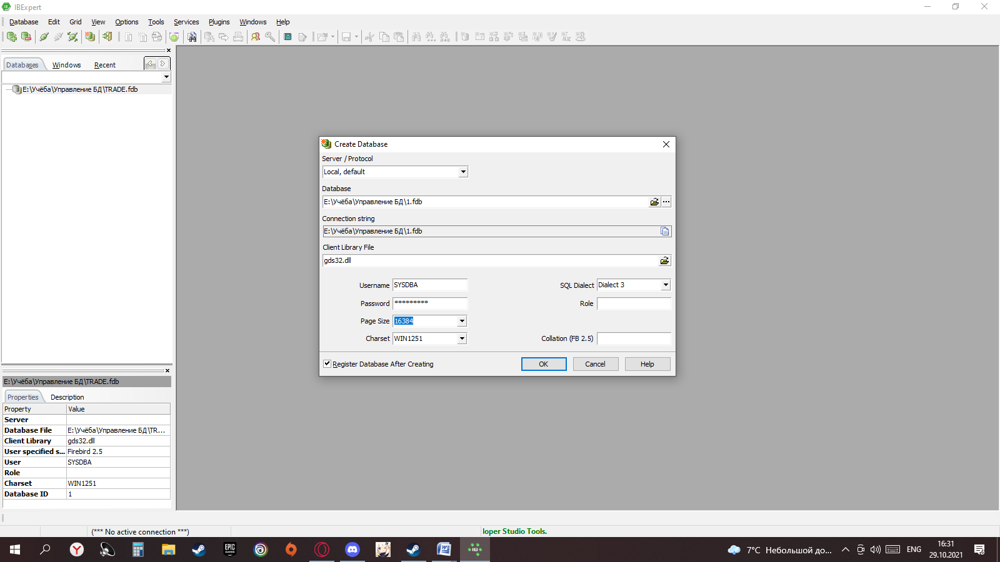 IBExpert
Database Edit Grid View Options Tools Services Plugins Windows Help
Databases Windows Recent
E:\Учёба\Управление БД\TRADE.fdb
Create Database
Server / Protocol
Local, default
Database
E:\Учёба\Управление БД\1.fdb
Connection string
E:\Учёба\Управление БД\1.fdb
Client Library File
gds32.dll
Username SYSDBA SQL Dialect Dialect 3
Password ********* Role
Page Size 16384
Charset WIN1251 Collation (FB 2.5)
Register Database After Creating OK Cancel Help
E:\Учёба\Управление БД\TRADE.fdb
Properties Description
Property Value
Server
Database File E:\Учёба\Управление БД\TR...
Client Library gds32.dll
User specified s... Firebird 2.5
User SYSDBA
Role
Charset WIN1251
Database ID 1
(*** No active connection ***) loper Studio Tools.
EPIC GAMES
7°C Небольшой до... ENG 16:31
29.10.2021